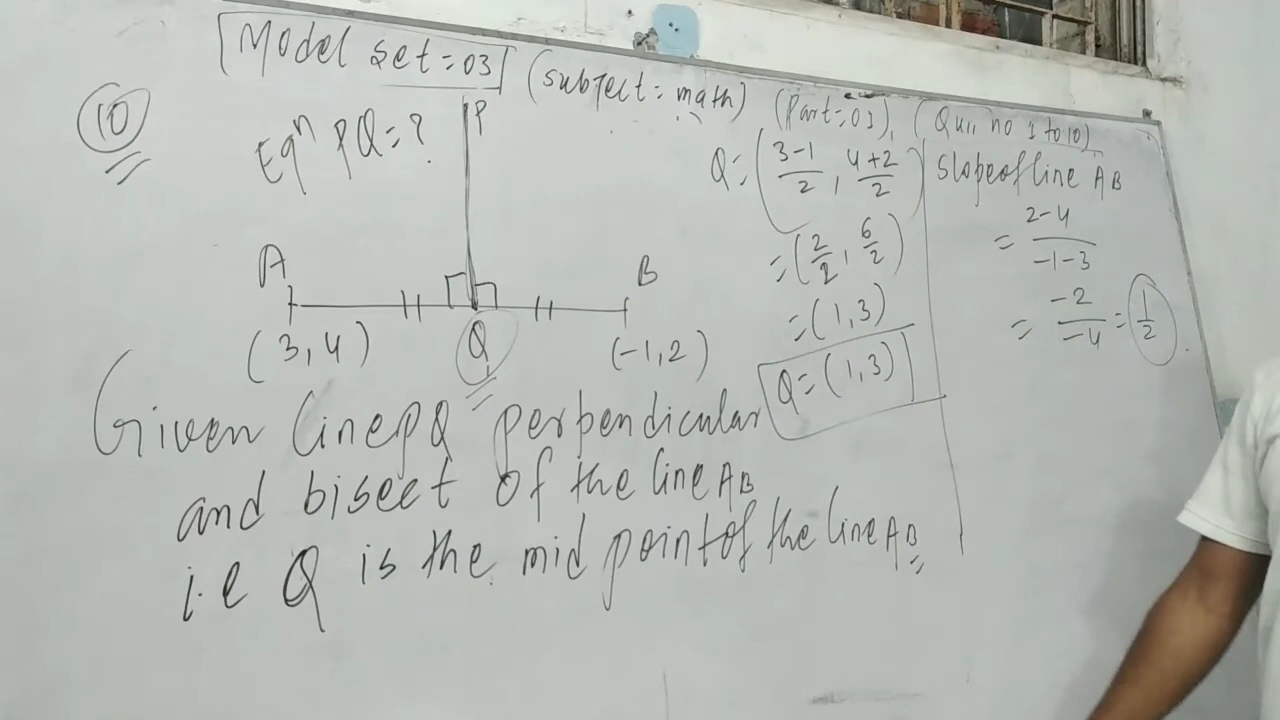 Model set=03 (subject=math) (Part=01), (Qu,, no 1 to 10)
(10)
Eqⁿ PQ=?
P
A
B
(3,4)
Q
(-1,2)
Given line PQ perpendicular
and bisect of the line AB
i.e Q is the mid point of the line AB
Q=(3-1/2, 4+2/2)
=(2/2, 6/2)
=(1,3)
Q=(1,3)
slope of line AB
= 2-4/-1-3
= -2/-4 = 1/2